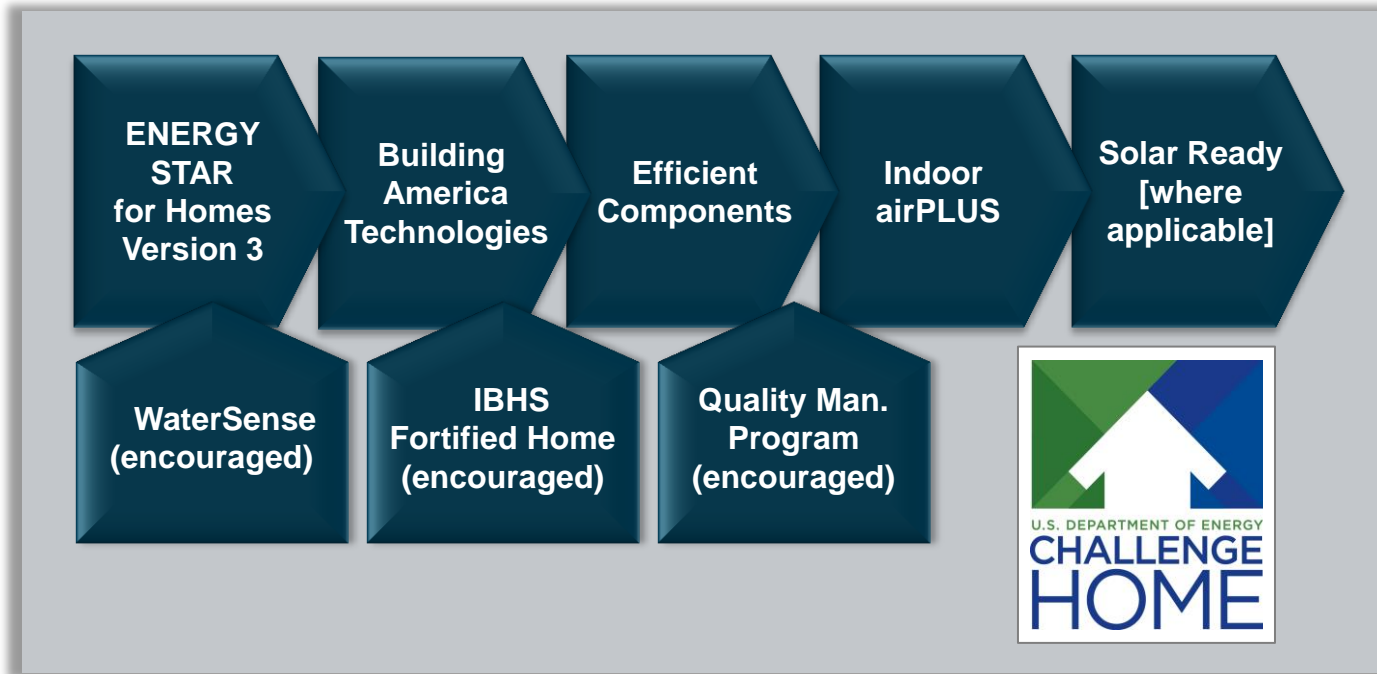 ENERGY
STAR
for Homes
Version 3
Building
America
Technologies
Efficient
Components
Indoor
airPLUS
Solar Ready
[where
applicable]
WaterSense
(encouraged)
IBHS
Fortified Home
(encouraged)
Quality Man.
Program
(encouraged)
U.S. DEPARTMENT OF ENERGY
CHALLENGE
HOME